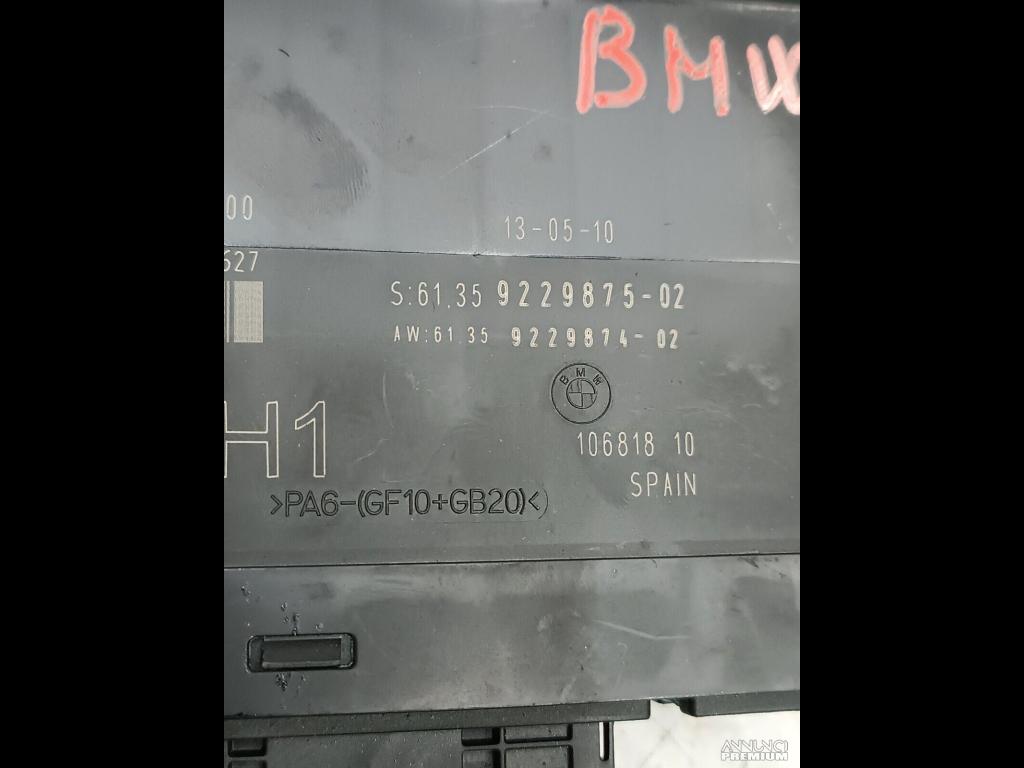 BMW
00
13-05-10
527
S:61.35 9229875-02
AW:61.35 9229874-02
BMW
106818 10
H1
SPAIN
>PA6-(GF10+GB20)<
ANNUNCI
PREMIUM